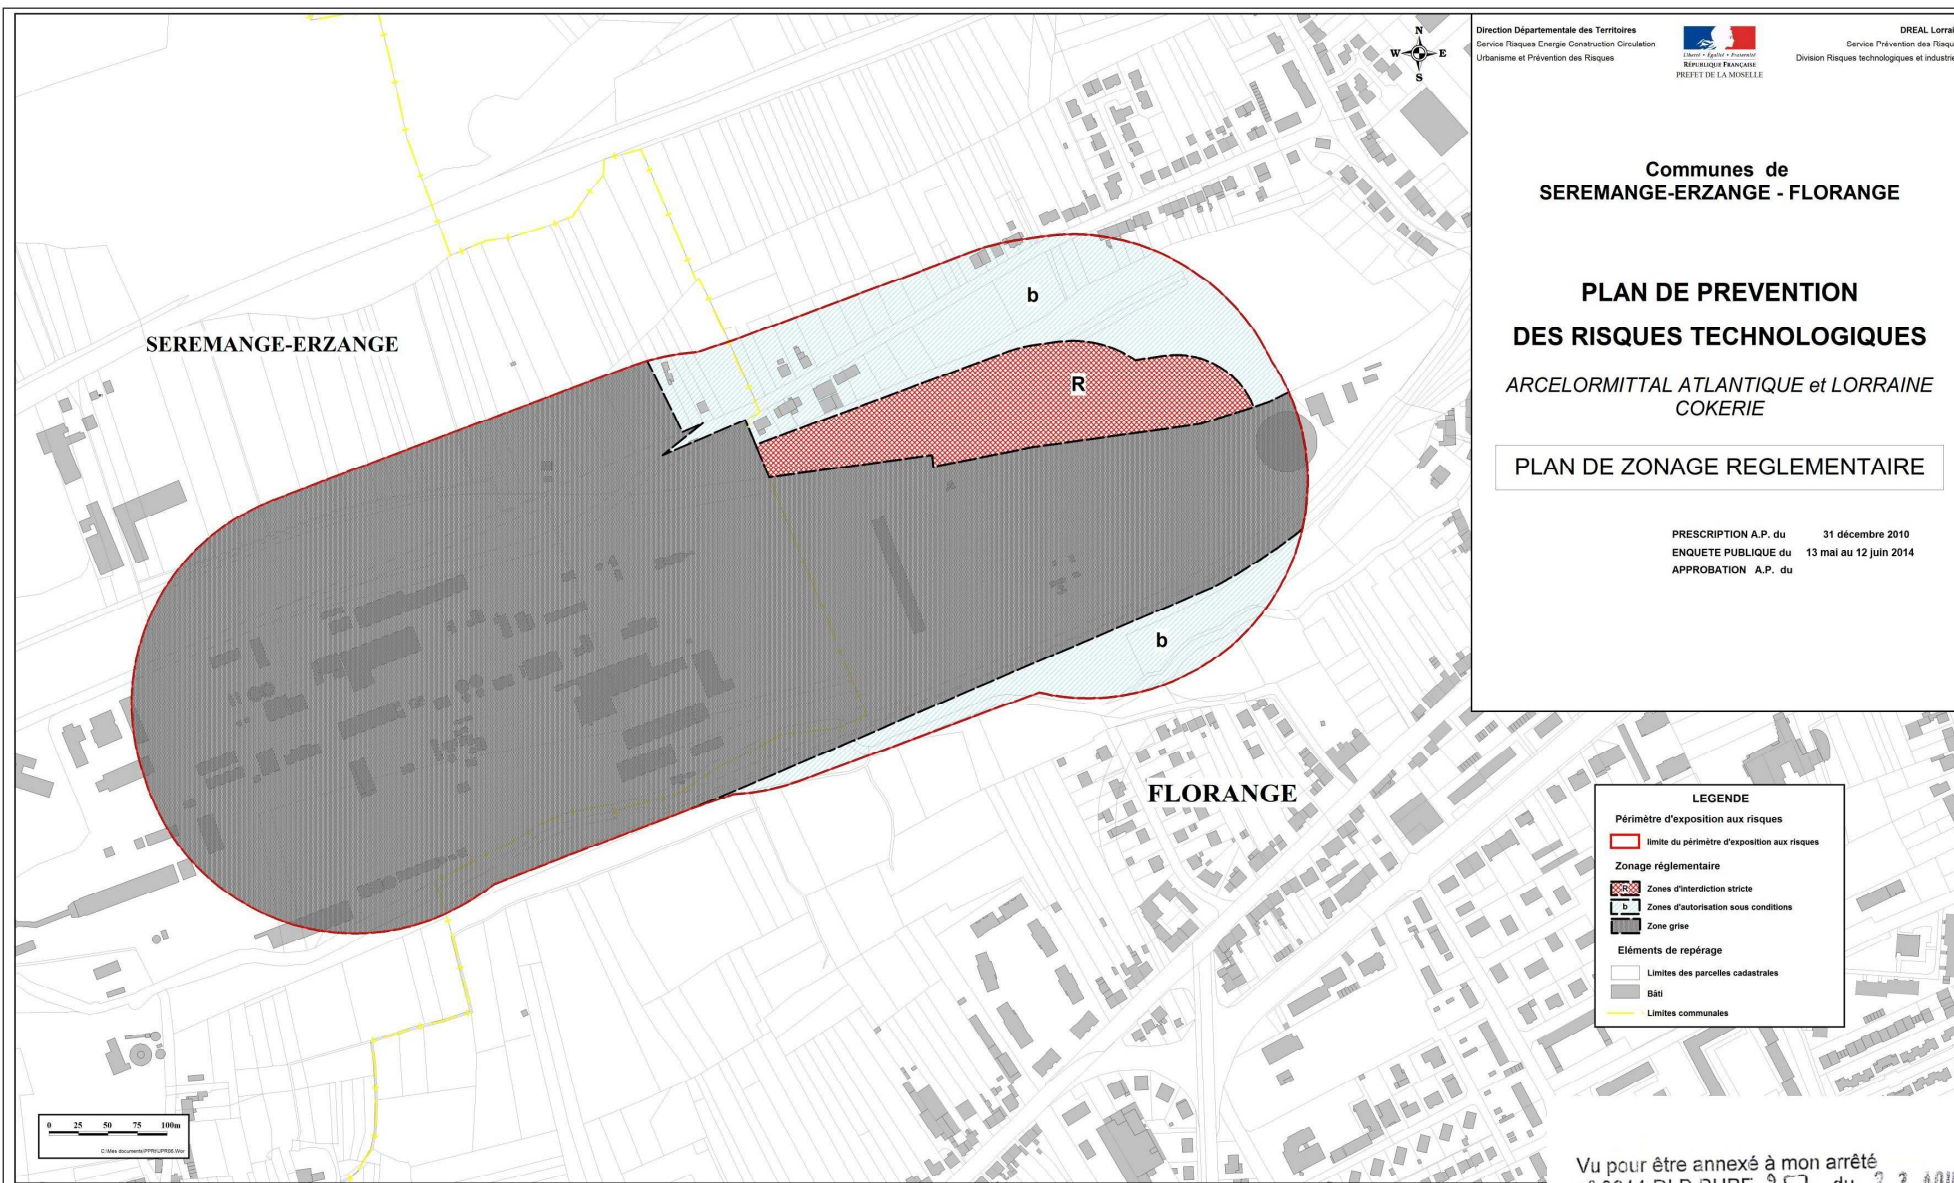 Direction Départementale des Territoires
Service Risques Energie Construction Circulation
Urbanisme et Prévention des Risques
Liberté • Égalité • Fraternité
RÉPUBLIQUE FRANÇAISE
PREFET DE LA MOSELLE
DREAL Lorrai
Service Prévention des Risqu
Division Risques technologiques et industrie
Communes de
SEREMANGE-ERZANGE - FLORANGE
PLAN DE PREVENTION
DES RISQUES TECHNOLOGIQUES
ARCELORMITTAL ATLANTIQUE et LORRAINE
COKERIE
PLAN DE ZONAGE REGLEMENTAIRE
PRESCRIPTION A.P. du 31 décembre 2010
ENQUETE PUBLIQUE du 13 mai au 12 juin 2014
APPROBATION A.P. du
N
W E
S
SEREMANGE-ERZANGE
b
R
b
FLORANGE
LEGENDE
Périmètre d'exposition aux risques
limite du périmètre d'exposition aux risques
Zonage réglementaire
R Zones d'interdiction stricte
b Zones d'autorisation sous conditions
Zone grise
Eléments de repérage
Limites des parcelles cadastrales
Bâti
Limites communales
0 25 50 75 100m
Vu pour être annexé à mon arrêté